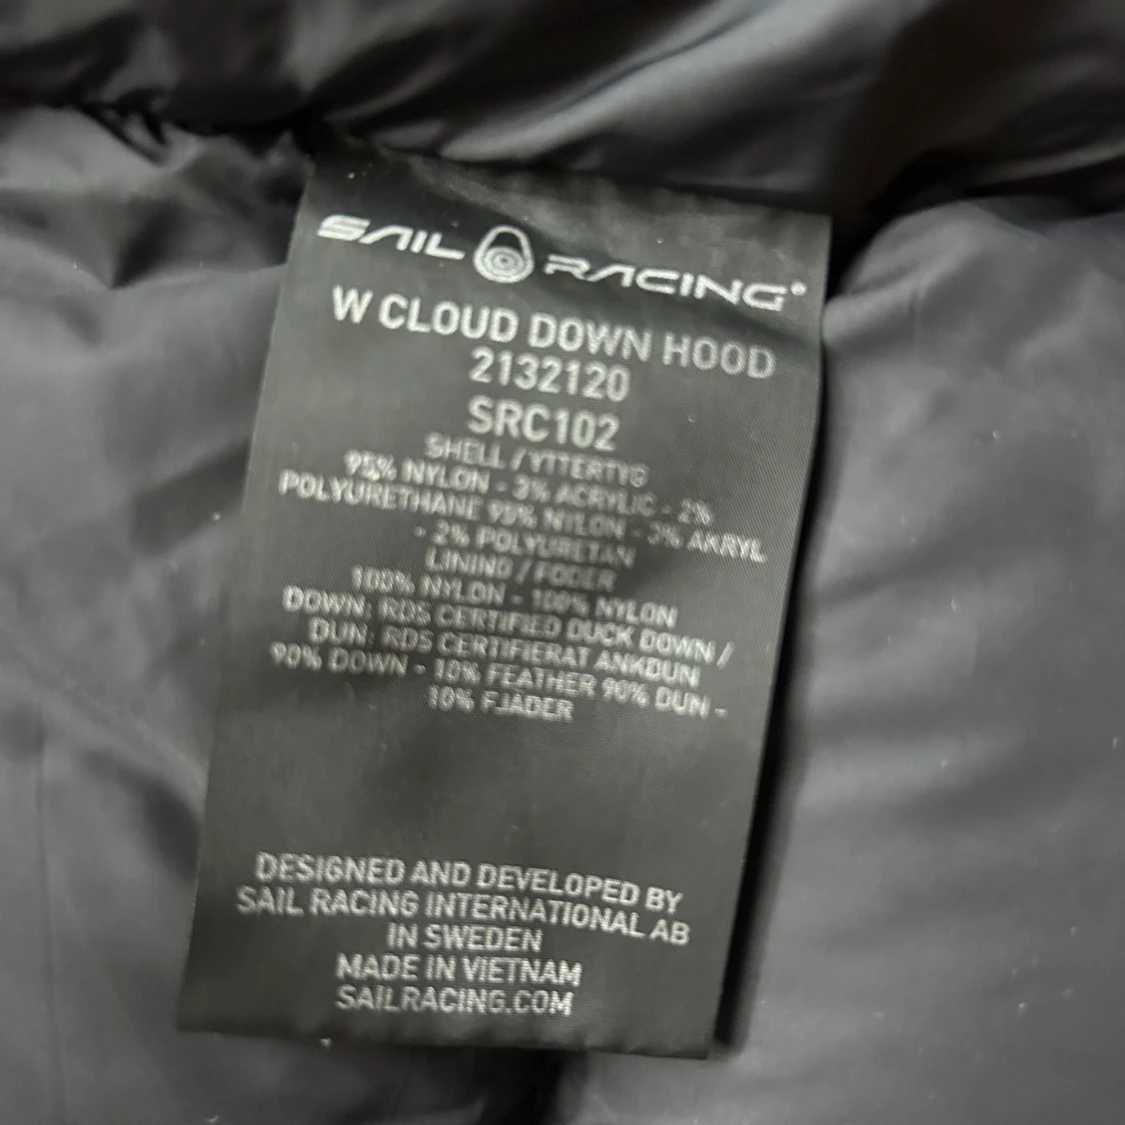 SAIL RACING®
W CLOUD DOWN HOOD
2132120
SRC102
SHELL / YTTERTYG
95% NYLON - 3% ACRYLIC - 2%
POLYURETHANE 95% NYLON - 3% AKRYL
- 2% POLYURETAN
LINING / FODER
100% NYLON - 100% NYLON
DOWN: RDS CERTIFIED DUCK DOWN /
DUN: RDS CERTIFIERAT ANKDUN
90% DOWN - 10% FEATHER 90% DUN -
10% FJÄDER
DESIGNED AND DEVELOPED BY
SAIL RACING INTERNATIONAL AB
IN SWEDEN
MADE IN VIETNAM
SAILRACING.COM